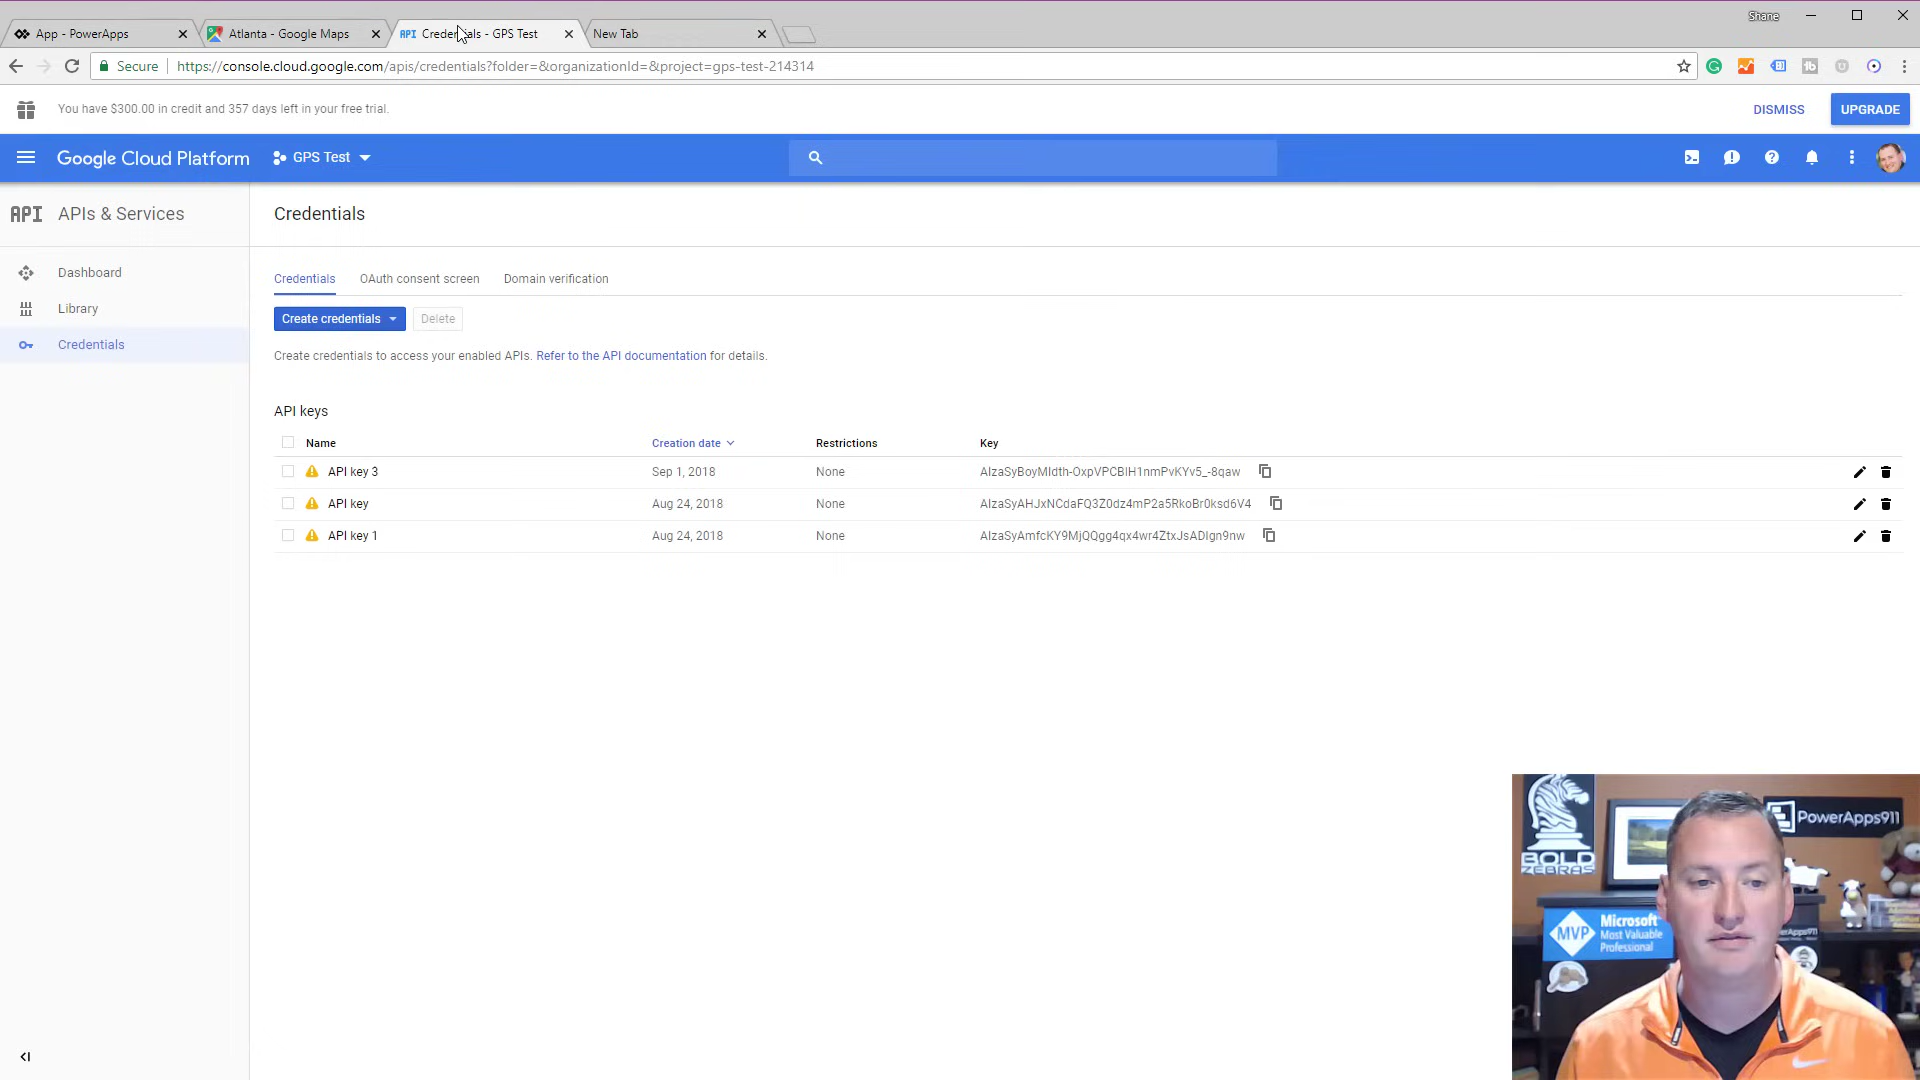 Shane
App - PowerApps
Atlanta - Google Maps
API Credentials - GPS Test
New Tab
Secure https://console.cloud.google.com/apis/credentials?folder=&organizationId=&project=gps-test-214314
You have $300.00 in credit and 357 days left in your free trial.
DISMISS
UPGRADE
Google Cloud Platform
GPS Test
API APIs & Services
Credentials
Dashboard
Library
Credentials
Credentials OAuth consent screen Domain verification
Create credentials Delete
Create credentials to access your enabled APIs. Refer to the API documentation for details.
API keys
Name Creation date Restrictions Key
API key 3 Sep 1, 2018 None AIzaSyBoyMIdth-OxpVPCBIH1nmPvKYv5_-8qaw
API key Aug 24, 2018 None AIzaSyAHJxNCdaFQ3Z0dz4mP2a5RkoBr0ksd6V4
API key 1 Aug 24, 2018 None AIzaSyAmfcKY9MjQQgg4qx4wr4ZtxJsADIgn9nw
BOLD
ZEBRAS
PowerApps911
MVP
Microsoft
Most Valuable
Professional